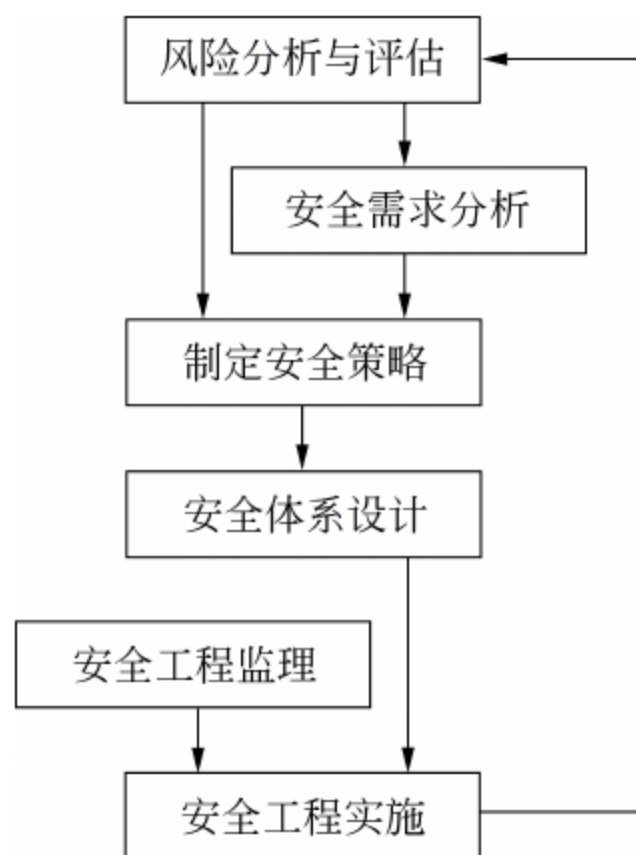 风险分析与评估
安全需求分析
制定安全策略
安全体系设计
安全工程监理
安全工程实施